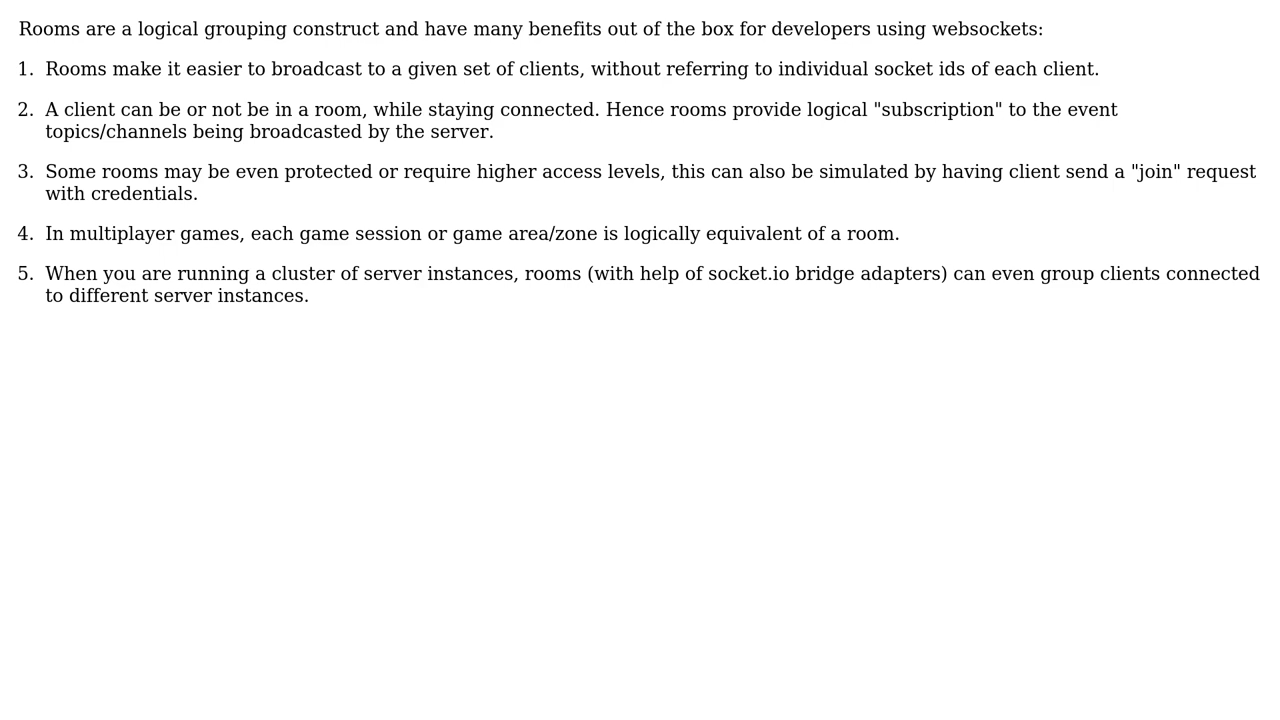 Rooms are a logical grouping construct and have many benefits out of the box for developers using websockets:
1. Rooms make it easier to broadcast to a given set of clients, without referring to individual socket ids of each client.
2. A client can be or not be in a room, while staying connected. Hence rooms provide logical "subscription" to the event
topics/channels being broadcasted by the server.
3. Some rooms may be even protected or require higher access levels, this can also be simulated by having client send a "join" request
with credentials.
4. In multiplayer games, each game session or game area/zone is logically equivalent of a room.
5. When you are running a cluster of server instances, rooms (with help of socket.io bridge adapters) can even group clients connected
to different server instances.